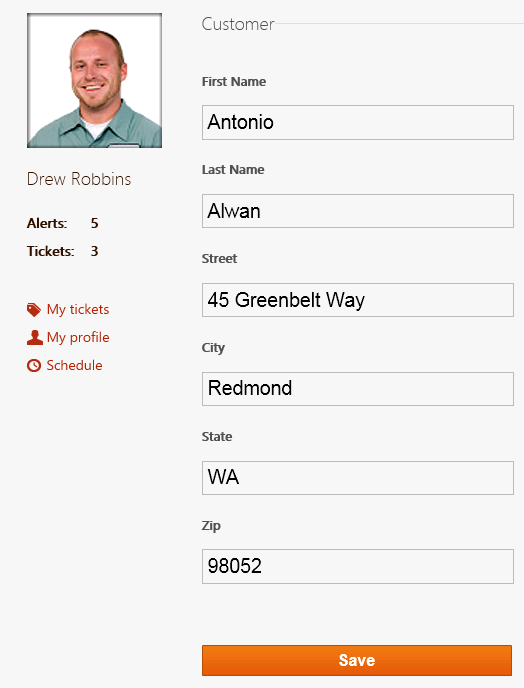 Drew Robbins
Alerts: 5
Tickets: 3
My tickets
My profile
Schedule
Customer
First Name
Antonio
Last Name
Alwan
Street
45 Greenbelt Way
City
Redmond
State
WA
Zip
98052
Save